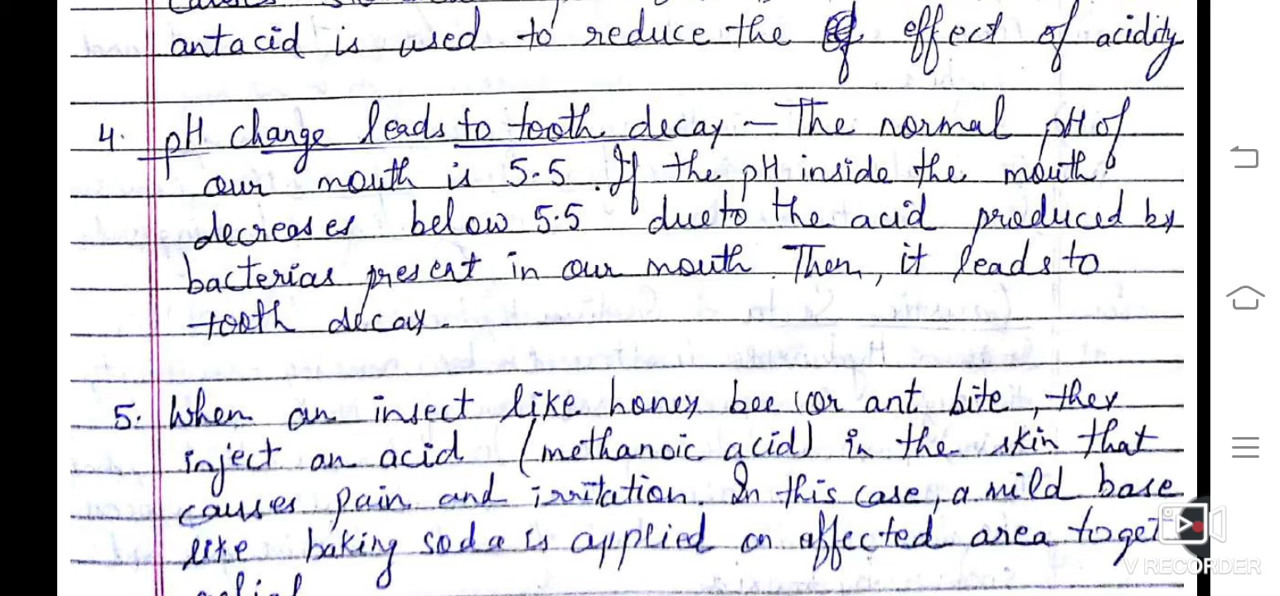 antacid is used to reduce the effect of acidity
4. pH change leads to tooth decay – The normal pH of
our mouth is 5.5. If the pH inside the mouth
decreases below 5.5 due to the acid produced by
bacterias present in our mouth. Then, it leads to
tooth decay.
5. When an insect like honey bee or ant bite, they
inject an acid (methanoic acid) in the skin that
causes pain and irritation. In this case, a mild base
like baking soda is applied on affected area to get
relief
V RECORDER